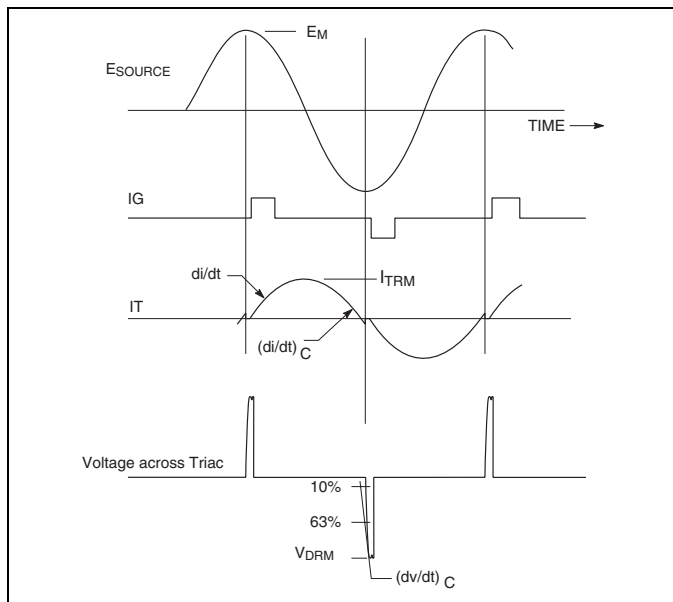 EM
ESOURCE
TIME
IG
di/dt
ITRM
IT
(di/dt) C
Voltage across Triac
10%
63%
VDRM
(dv/dt) C